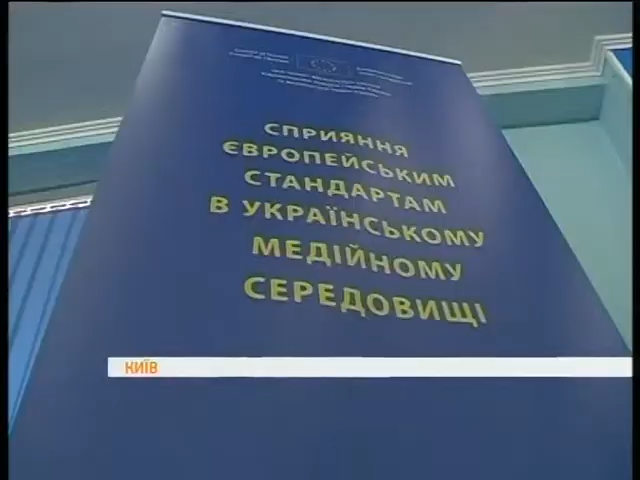 СПРИЯННЯ
ЄВРОПЕЙСЬКИМ
СТАНДАРТАМ
В УКРАЇНСЬКОМУ
МЕДІЙНОМУ
СЕРЕДОВИЩІ
КИЇВ